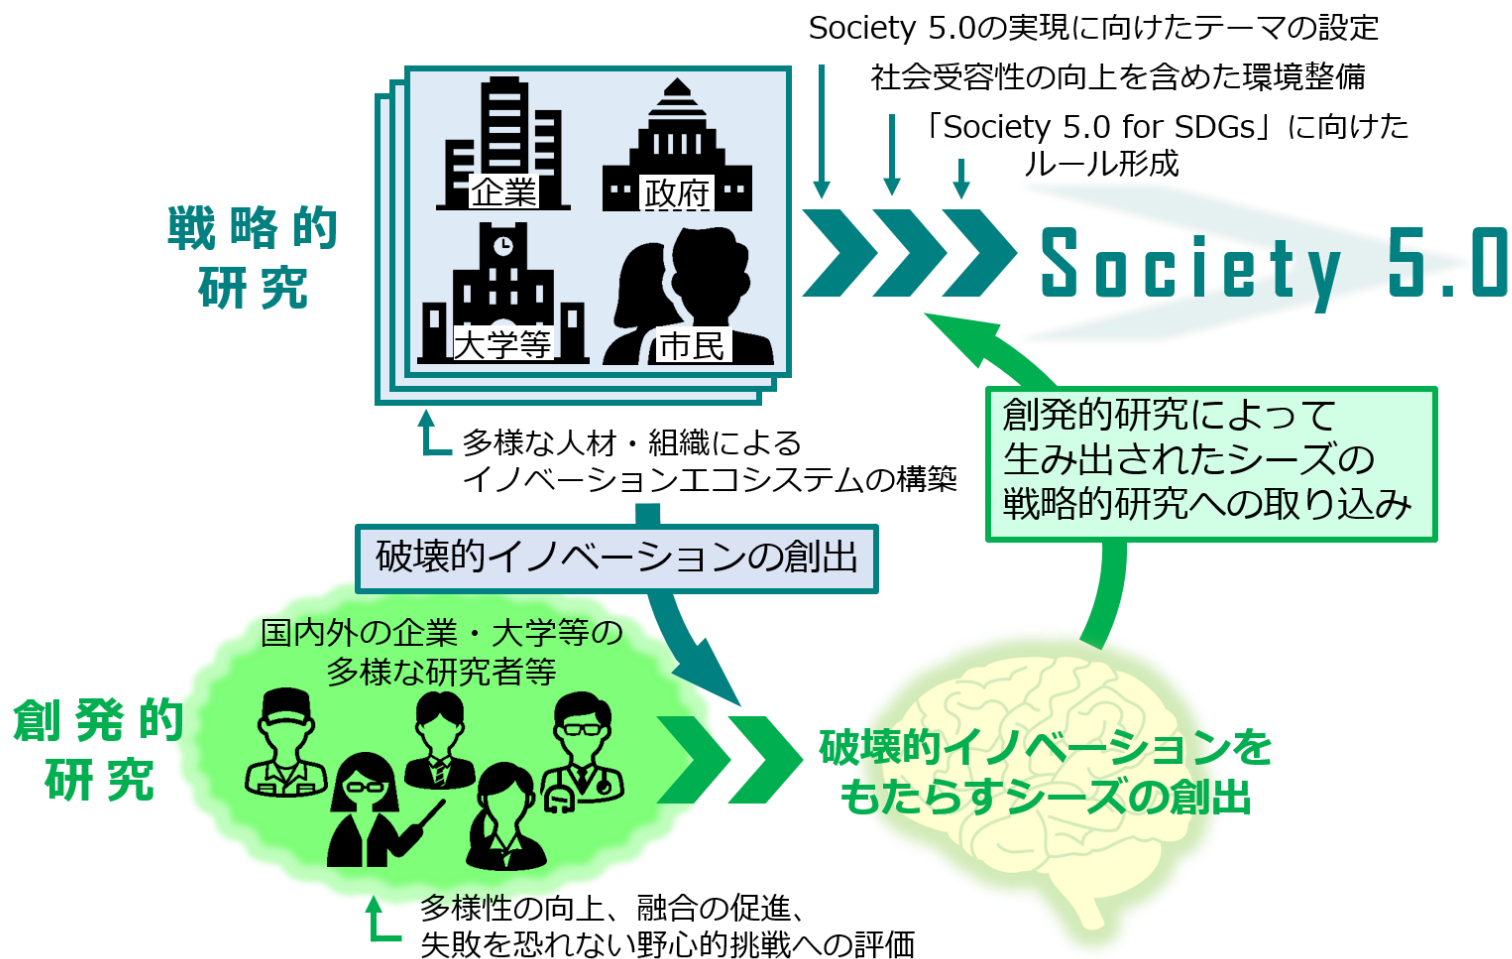 Society 5.0の実現に向けたテーマの設定
社会受容性の向上を含めた環境整備
「Society 5.0 for SDGs」に向けた
ルール形成
企業
政府
大学等
市民
戦略的
研究
Society 5.0
多様な人材・組織による
イノベーションエコシステムの構築
創発的研究によって
生み出されたシーズの
戦略的研究への取り込み
破壊的イノベーションの創出
国内外の企業・大学等の
多様な研究者等
創発的
研究
破壊的イノベーションを
もたらすシーズの創出
多様性の向上、融合の促進、
失敗を恐れない野心的挑戦への評価